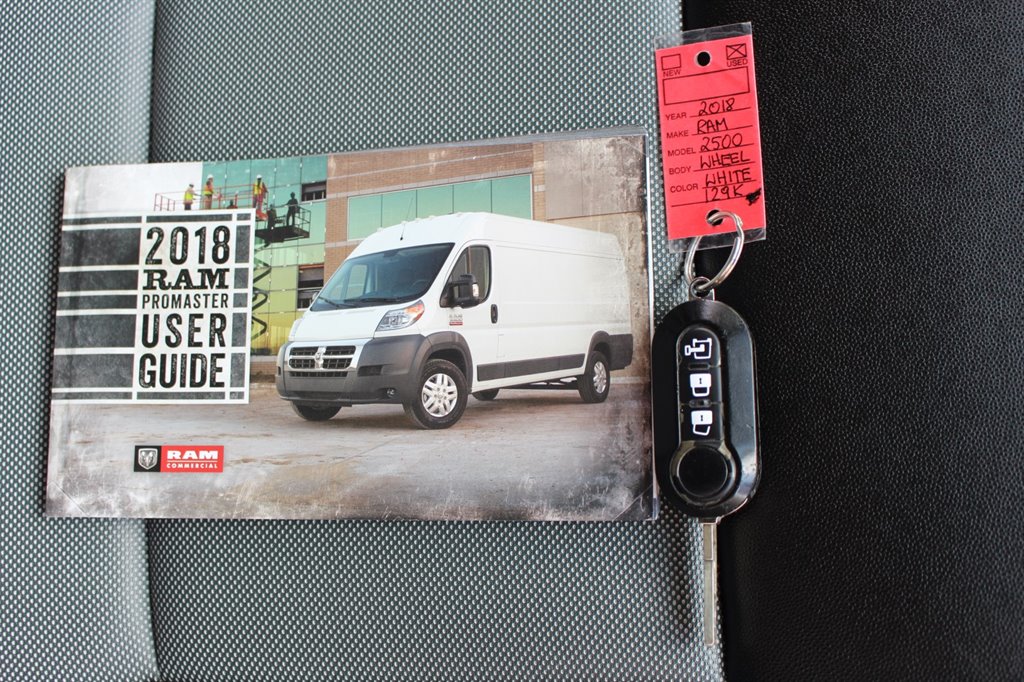 2018
RAM
PROMASTER
USER
GUIDE
RAM
COMMERCIAL
NEW USED
YEAR 2018
MAKE RAM
MODEL 2500
BODY WHEEL
COLOR WHITE
129K